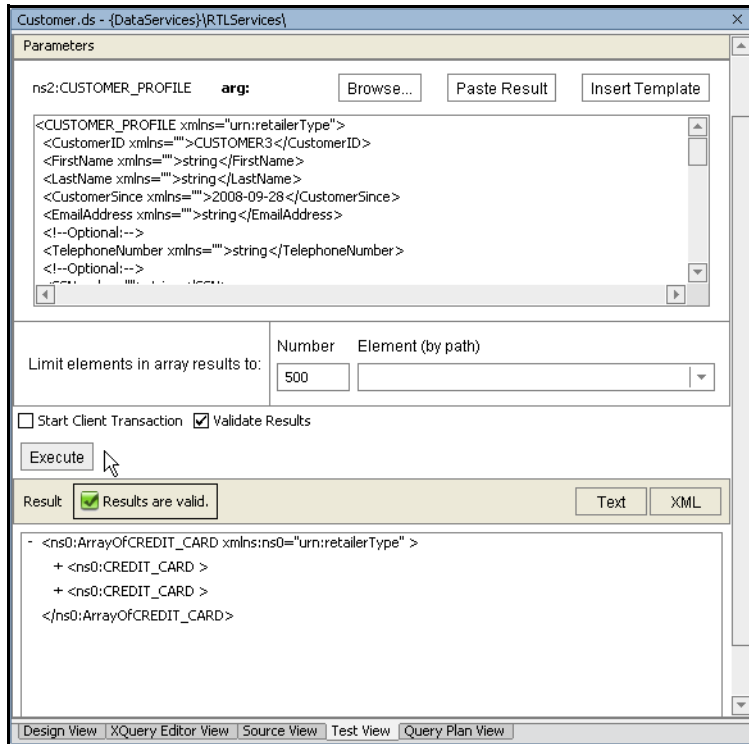 Customer.ds - {DataServices}\RTLServices\
Parameters
ns2:CUSTOMER_PROFILE arg: Browse... Paste Result Insert Template
<CUSTOMER_PROFILE xmlns="urn:retailerType">
<CustomerID xmlns="">CUSTOMER3</CustomerID>
<FirstName xmlns="">string</FirstName>
<LastName xmlns="">string</LastName>
<CustomerSince xmlns="">2008-09-28</CustomerSince>
<EmailAddress xmlns="">string</EmailAddress>
<!--Optional:-->
<TelephoneNumber xmlns="">string</TelephoneNumber>
<!--Optional:-->
Number Element (by path)
Limit elements in array results to: 500
Start Client Transaction Validate Results
Execute
Result Results are valid. Text XML
- <ns0:ArrayOfCREDIT_CARD xmlns:ns0="urn:retailerType" >
+ <ns0:CREDIT_CARD >
+ <ns0:CREDIT_CARD >
</ns0:ArrayOfCREDIT_CARD>
Design View XQuery Editor View Source View Test View Query Plan View